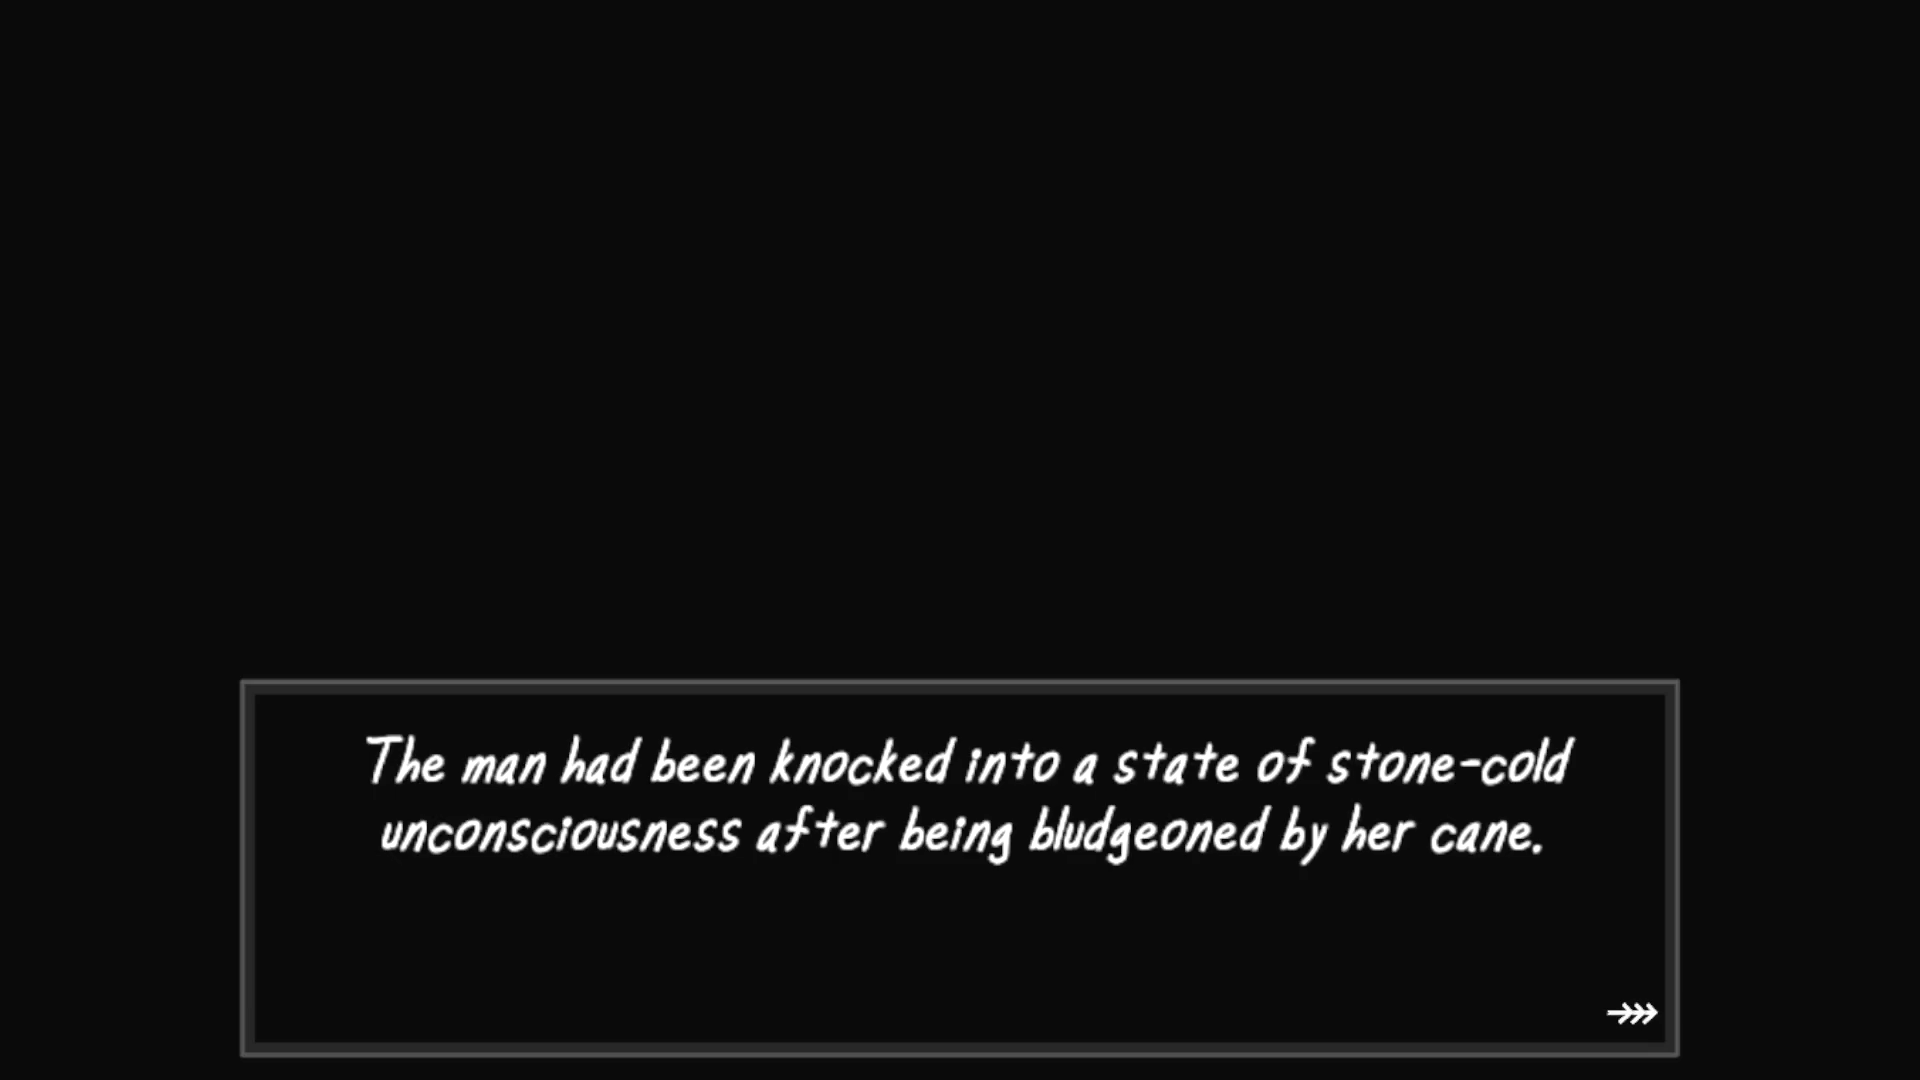 The man had been knocked into a state of stone-cold
unconsciousness after being bludgeoned by her cane.